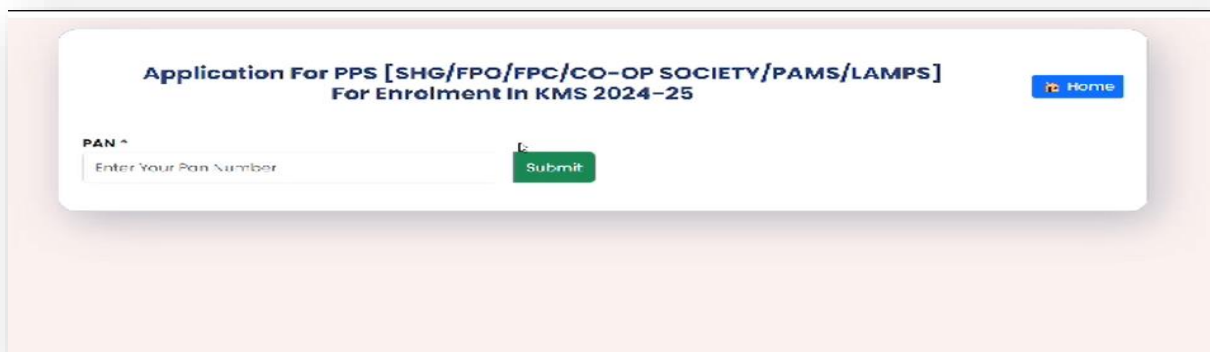 Application For PPS [SHG/FPO/FPC/CO-OP SOCIETY/PAMS/LAMPS]
For Enrolment In KMS 2024-25
Home
PAN *
Enter Your Pan Number
Submit